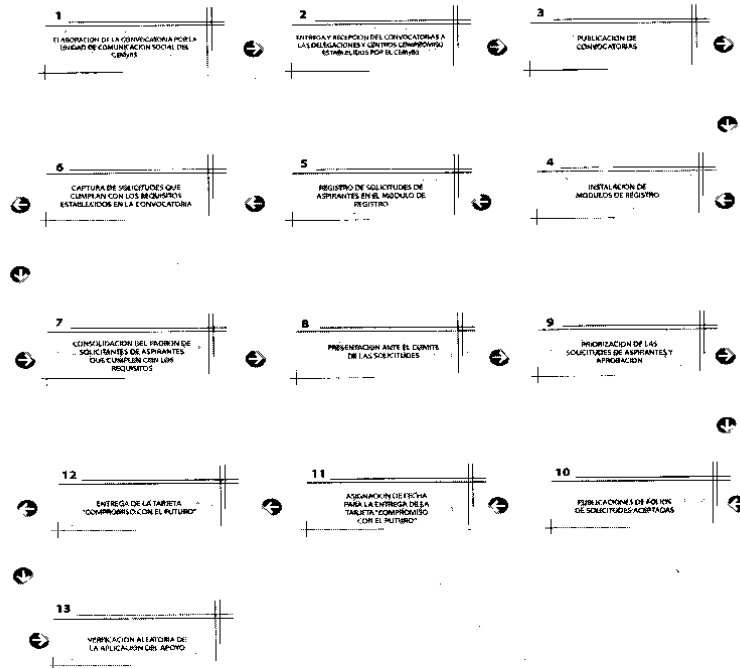 1
ELABORACION DE LA CONVOCATORIA POR LA
UNIDAD DE COMUNICACION SOCIAL DEL
CEMyBS
2
ENTREGA Y RECEPCION DEL CONVOCATORIAS A
LAS DELEGACIONES Y CENTROS COMPROMISO
ESTABLECIDOS POR EL CEMyBS
3
PUBLICACION DE
CONVOCATORIAS
6
CAPTURA DE SOLICITUDES QUE
CUMPLAN CON LOS REQUISITOS
ESTABLECIDOS EN LA CONVOCATORIA
5
REGISTRO DE SOLICITUDES DE
ASPIRANTES EN EL MODULO DE
REGISTRO
4
INSTALACION DE
MODULOS DE REGISTRO
7
CONSOLIDACION DEL PADRON DE
SOLICITANTES DE ASPIRANTES
QUE CUMPLEN CON LOS
REQUISITOS
8
PRESENTACION ANTE EL COMITE
DE LAS SOLICITUDES
9
PRIORIZACION DE LAS
SOLICITUDES DE ASPIRANTES Y
APROBACION
12
ENTREGA DE LA TARJETA
"COMPROMISO CON EL FUTURO"
11
ASIGNACION DE FECHA
PARA LA ENTREGA DE LA
TARJETA "COMPROMISO
CON EL FUTURO"
10
PUBLICACIONES DE FOLIOS
DE SOLICITUDES ACEPTADAS
13
VERIFICACION ALEATORIA DE
LA APLICACION DEL APOYO